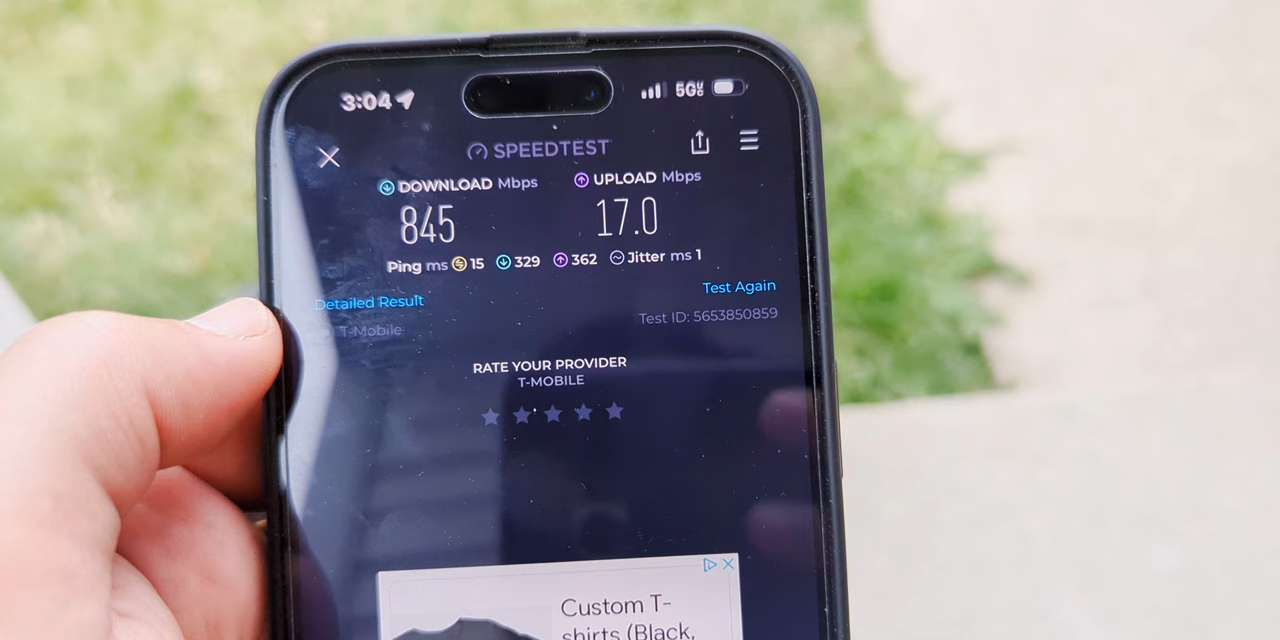 3:04 5G
SPEEDTEST
DOWNLOAD Mbps UPLOAD Mbps
845 17.0
Ping ms 15 329 362 Jitter ms 1
Detailed Result Test Again
T-Mobile Test ID: 5653850859
RATE YOUR PROVIDER
T-MOBILE
Custom T-
shirts (Black,